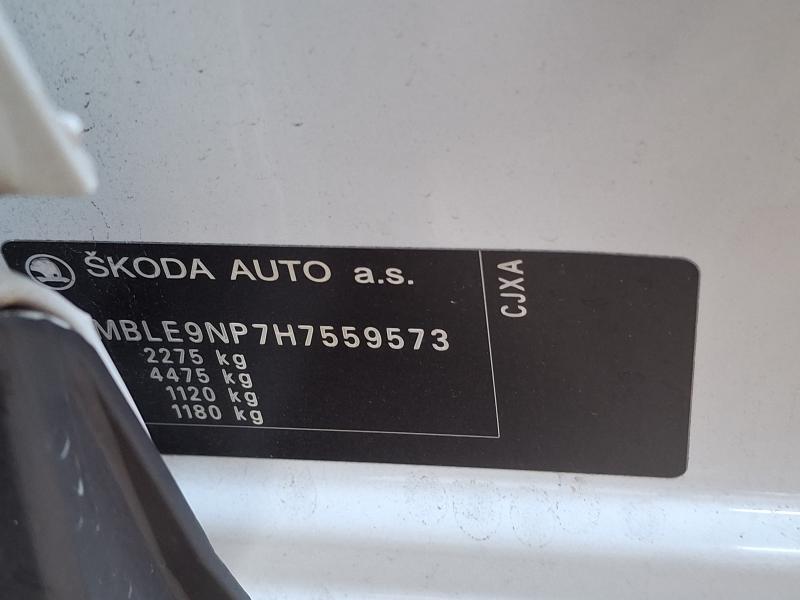 ŠKODA AUTO a.s.
MBLE9NP7H7559573
2275 kg
4475 kg
1120 kg
1180 kg
CJXA